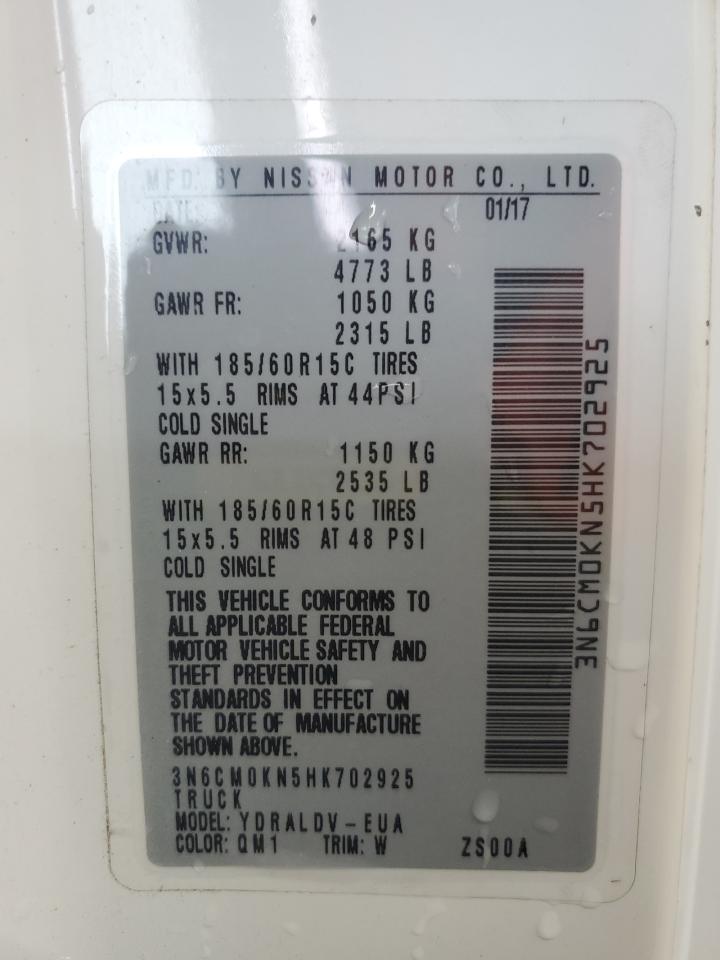 MFD. BY NISSAN MOTOR CO., LTD.
DATE: 01/17
GVWR: 2165 KG
4773 LB
GAWR FR: 1050 KG
2315 LB
WITH 185/60R15C TIRES
15x5.5 RIMS AT 44PSI
COLD SINGLE
GAWR RR: 1150 KG
2535 LB
WITH 185/60R15C TIRES
15x5.5 RIMS AT 48 PSI
COLD SINGLE
THIS VEHICLE CONFORMS TO
ALL APPLICABLE FEDERAL
MOTOR VEHICLE SAFETY AND
THEFT PREVENTION
STANDARDS IN EFFECT ON
THE DATE OF MANUFACTURE
SHOWN ABOVE.
3N6CM0KN5HK702925
TRUCK
MODEL: YDRALDV-EUA
COLOR: QM1 TRIM: W ZS00A
3N6CM0KN5HK702925